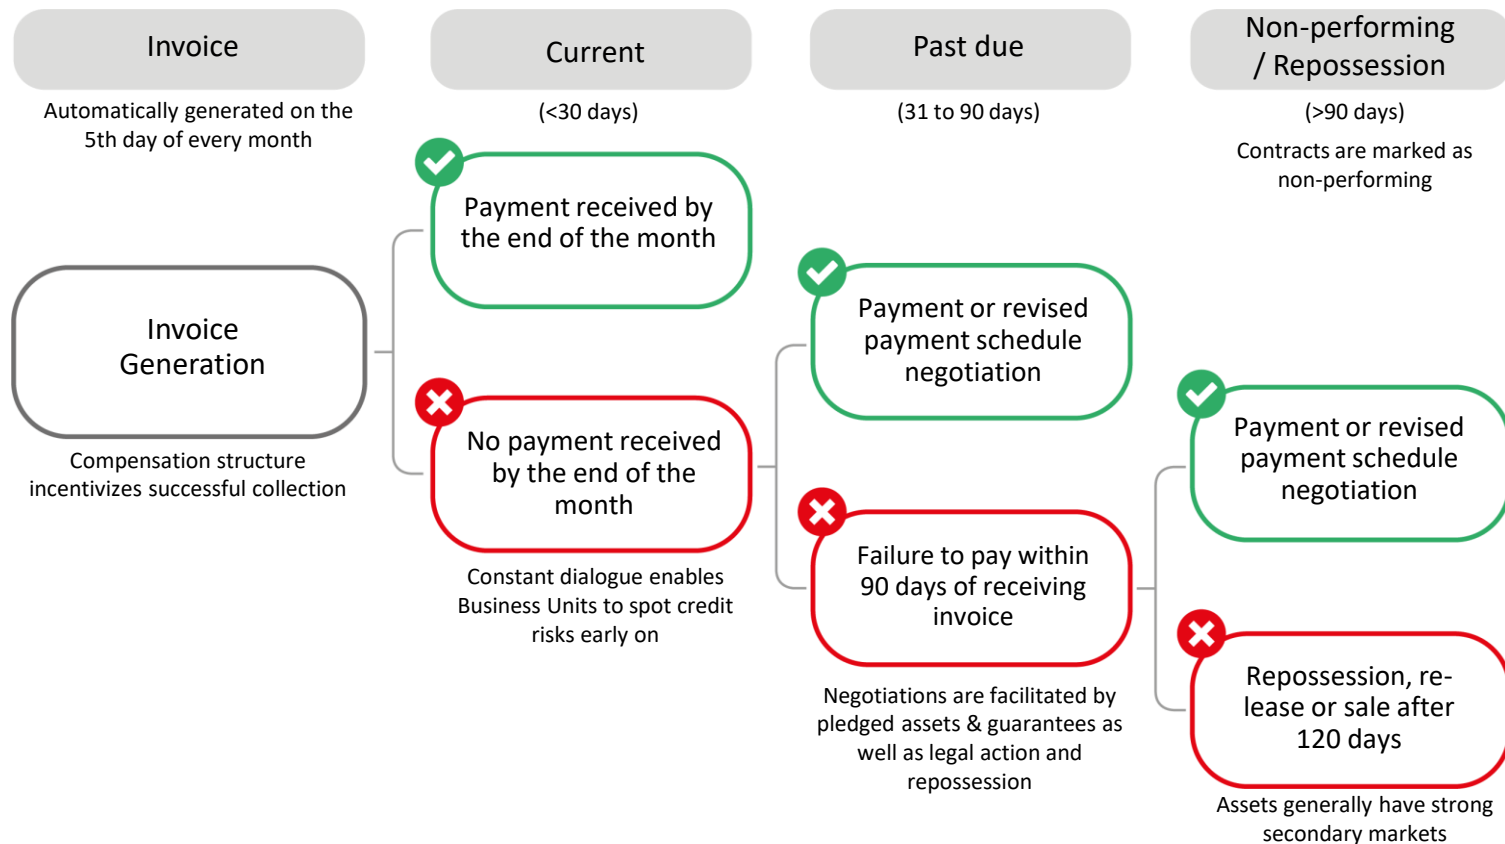 Invoice
Automatically generated on the
5th day of every month
Invoice
Generation
Compensation structure
incentivizes successful collection
Current
(<30 days)
Payment received by
the end of the month
No payment received
by the end of the
month
Constant dialogue enables
Business Units to spot credit
risks early on
Past due
(31 to 90 days)
Payment or revised
payment schedule
negotiation
Failure to pay within
90 days of receiving
invoice
Negotiations are facilitated by
pledged assets & guarantees as
well as legal action and
repossession
Non-performing
/ Repossession
(>90 days)
Contracts are marked as
non-performing
Payment or revised
payment schedule
negotiation
Repossession, re-
lease or sale after
120 days
Assets generally have strong
secondary markets